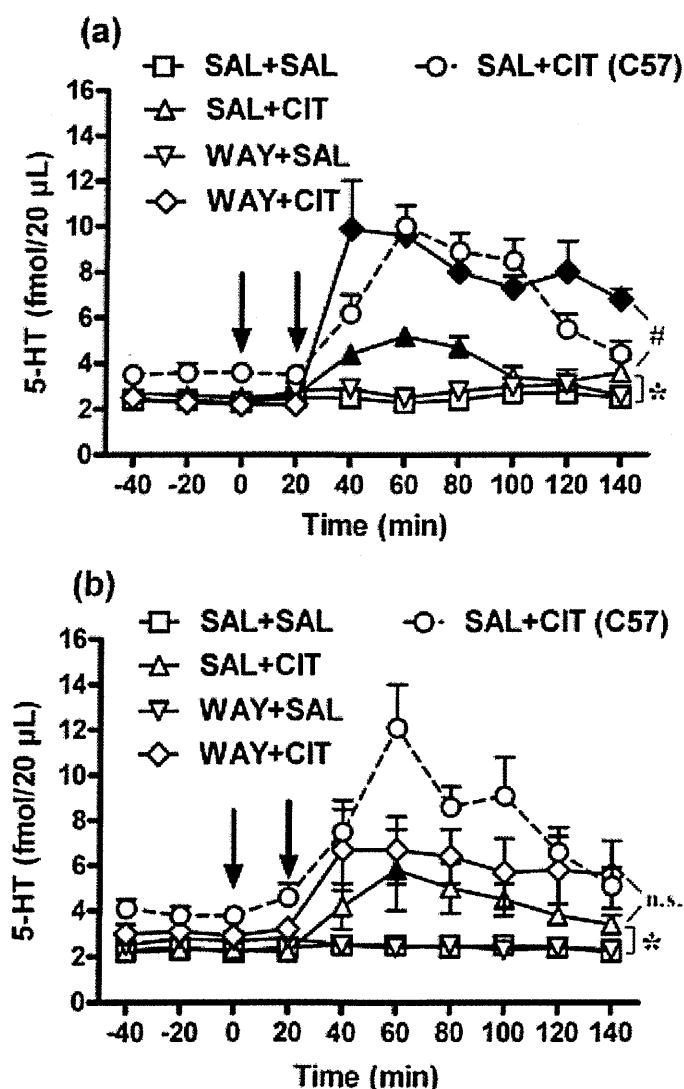 (a)
SAL+SAL
SAL+CIT (C57)
SAL+CIT
WAY+SAL
WAY+CIT
16
14
12
10
8
6
4
2
0
5-HT (fmol/20 µL)
#
*
-40 -20 0 20 40 60 80 100 120 140
Time (min)
(b)
SAL+SAL
SAL+CIT (C57)
SAL+CIT
WAY+SAL
WAY+CIT
16
14
12
10
8
6
4
2
0
5-HT (fmol/20 µL)
n.s.
*
-40 -20 0 20 40 60 80 100 120 140
Time (min)